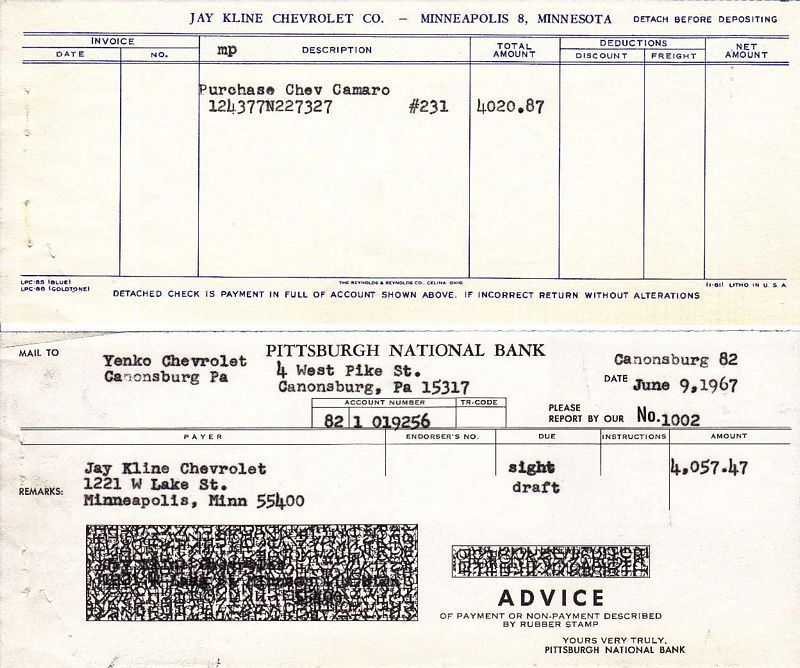 JAY KLINE CHEVROLET CO. — MINNEAPOLIS 8, MINNESOTA DETACH BEFORE DEPOSITING
INVOICE
DATE NO.
mp DESCRIPTION
TOTAL AMOUNT
DEDUCTIONS
DISCOUNT FREIGHT
NET AMOUNT
Purchase Chev Camaro
124377N227327 #231 4020.87
LPC-85 (BLUE)
LPC-86 (GOLDTONE)
THE REYNOLDS & REYNOLDS CO., CELINA, OHIO
(1-61) LITHO IN U. S. A.
DETACHED CHECK IS PAYMENT IN FULL OF ACCOUNT SHOWN ABOVE. IF INCORRECT RETURN WITHOUT ALTERATIONS
MAIL TO
Yenko Chevrolet
Canonsburg Pa
PITTSBURGH NATIONAL BANK
4 West Pike St.
Canonsburg, Pa 15317
Canonsburg 82
DATE June 9,1967
ACCOUNT NUMBER TR-CODE
82 1 019256
PLEASE
REPORT BY OUR No.1002
PAYER ENDORSER'S NO. DUE INSTRUCTIONS AMOUNT
Jay Kline Chevrolet sight 4,057.47
1221 W Lake St. draft
REMARKS:
Minneapolis, Minn 55400
ADVICE
OF PAYMENT OR NON-PAYMENT DESCRIBED
BY RUBBER STAMP
YOURS VERY TRULY,
PITTSBURGH NATIONAL BANK